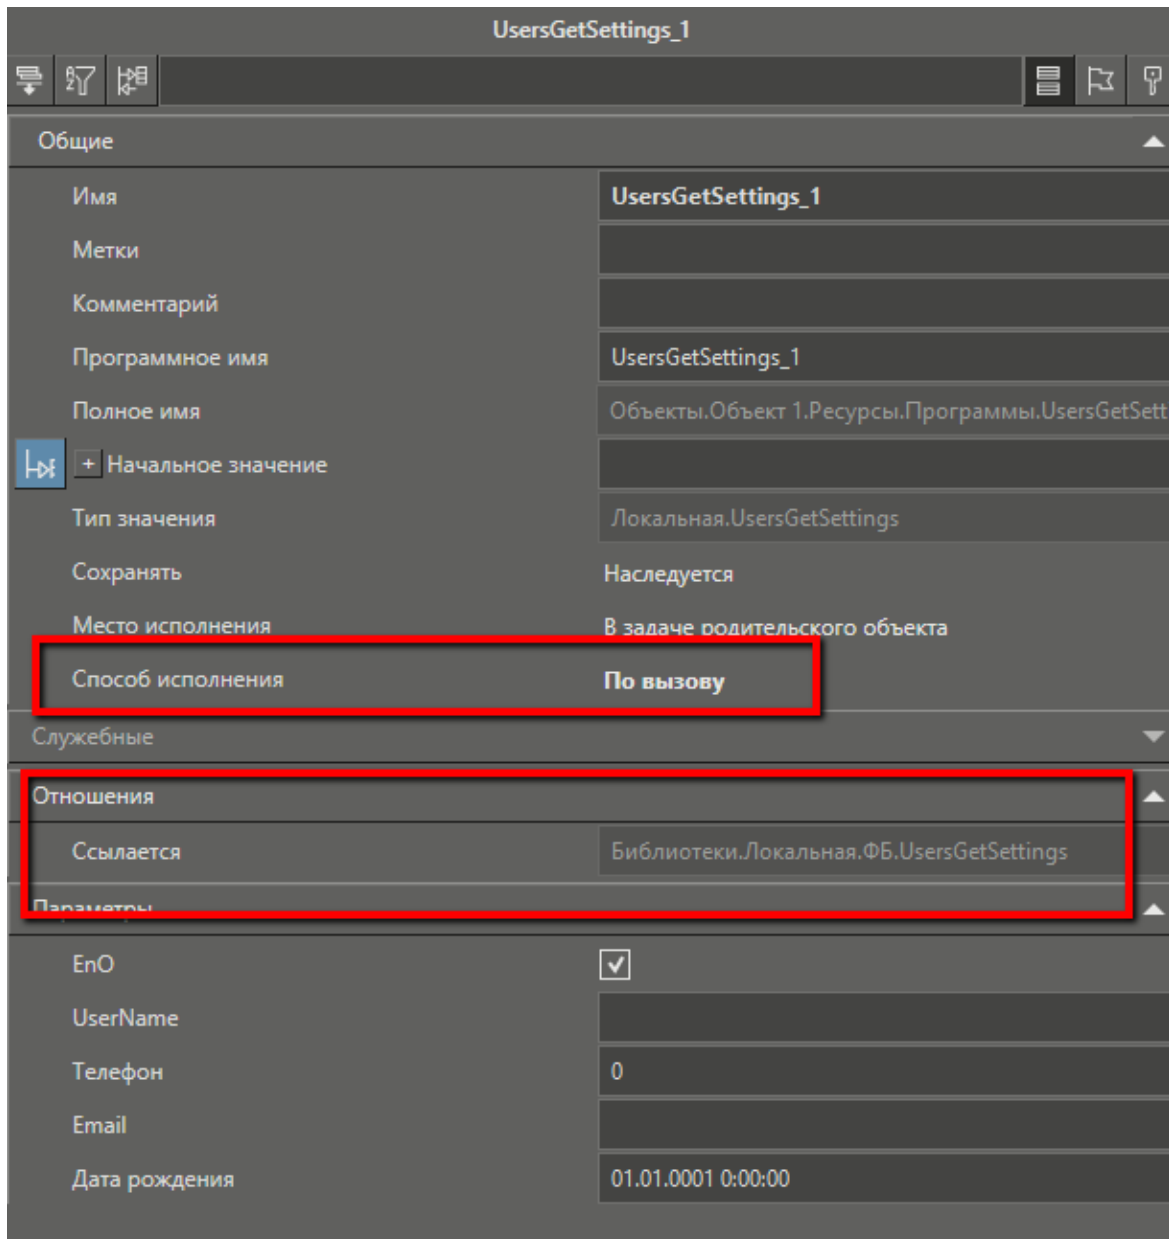 UsersGetSettings_1
Общие
Имя UsersGetSettings_1
Метки
Комментарий
Программное имя UsersGetSettings_1
Полное имя Объекты.Объект 1.Ресурсы.Программы.UsersGetSett
+ Начальное значение
Тип значения Локальная.UsersGetSettings
Сохранять Наследуется
Место исполнения В задаче родительского объекта
Способ исполнения По вызову
Служебные
Отношения
Ссылается Библиотеки.Локальная.ФБ.UsersGetSettings
Параметры
EnO
UserName
Телефон 0
Email
Дата рождения 01.01.0001 0:00:00